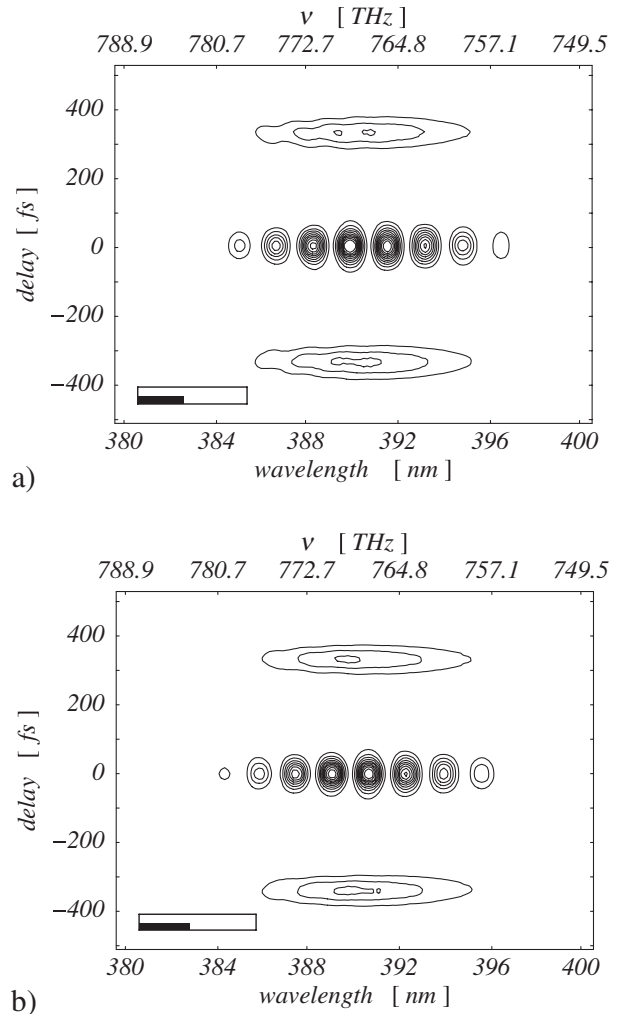 ν [ THz ]
788.9 780.7 772.7 764.8 757.1 749.5
400
200
0
−200
−400
delay [ fs ]
380 384 388 392 396 400
wavelength [ nm ]
a)
ν [ THz ]
788.9 780.7 772.7 764.8 757.1 749.5
400
200
0
−200
−400
delay [ fs ]
380 384 388 392 396 400
wavelength [ nm ]
b)